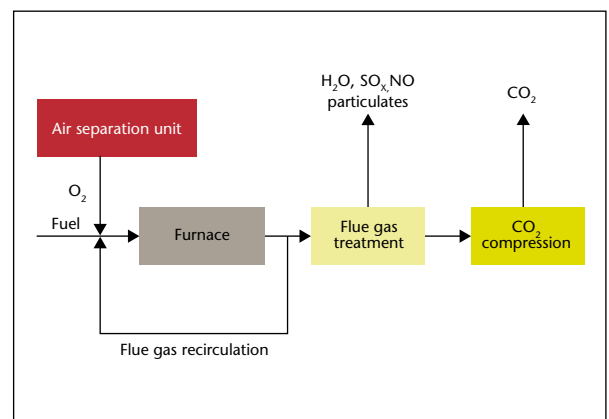 H₂O, SOₓ,NO
particulates
CO₂
Air separation unit
O₂
Fuel
Furnace
Flue gas
treatment
CO₂
compression
Flue gas recirculation